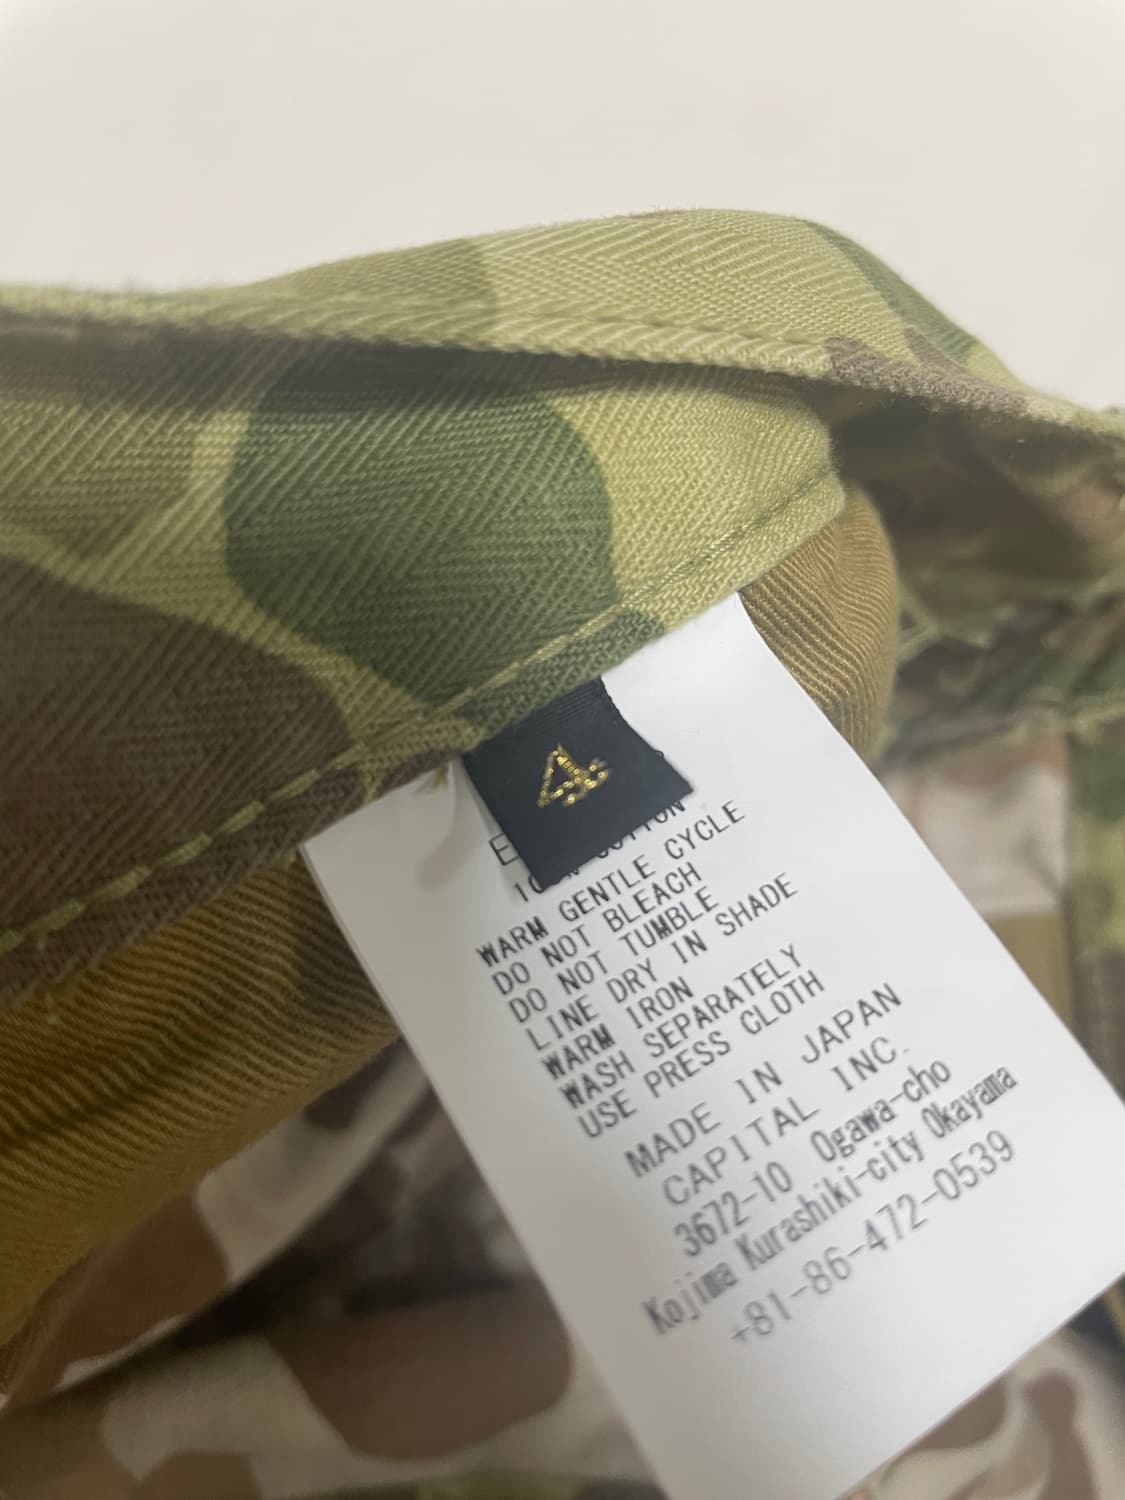 4
WARM GENTLE CYCLE
DO NOT BLEACH
DO NOT TUMBLE
LINE DRY IN SHADE
WARM IRON
WASH SEPARATELY
USE PRESS CLOTH
MADE IN JAPAN
CAPITAL INC.
3672-10 Ogawa-cho
Kojima Kurashiki-city Okayama
+81-86-472-0539